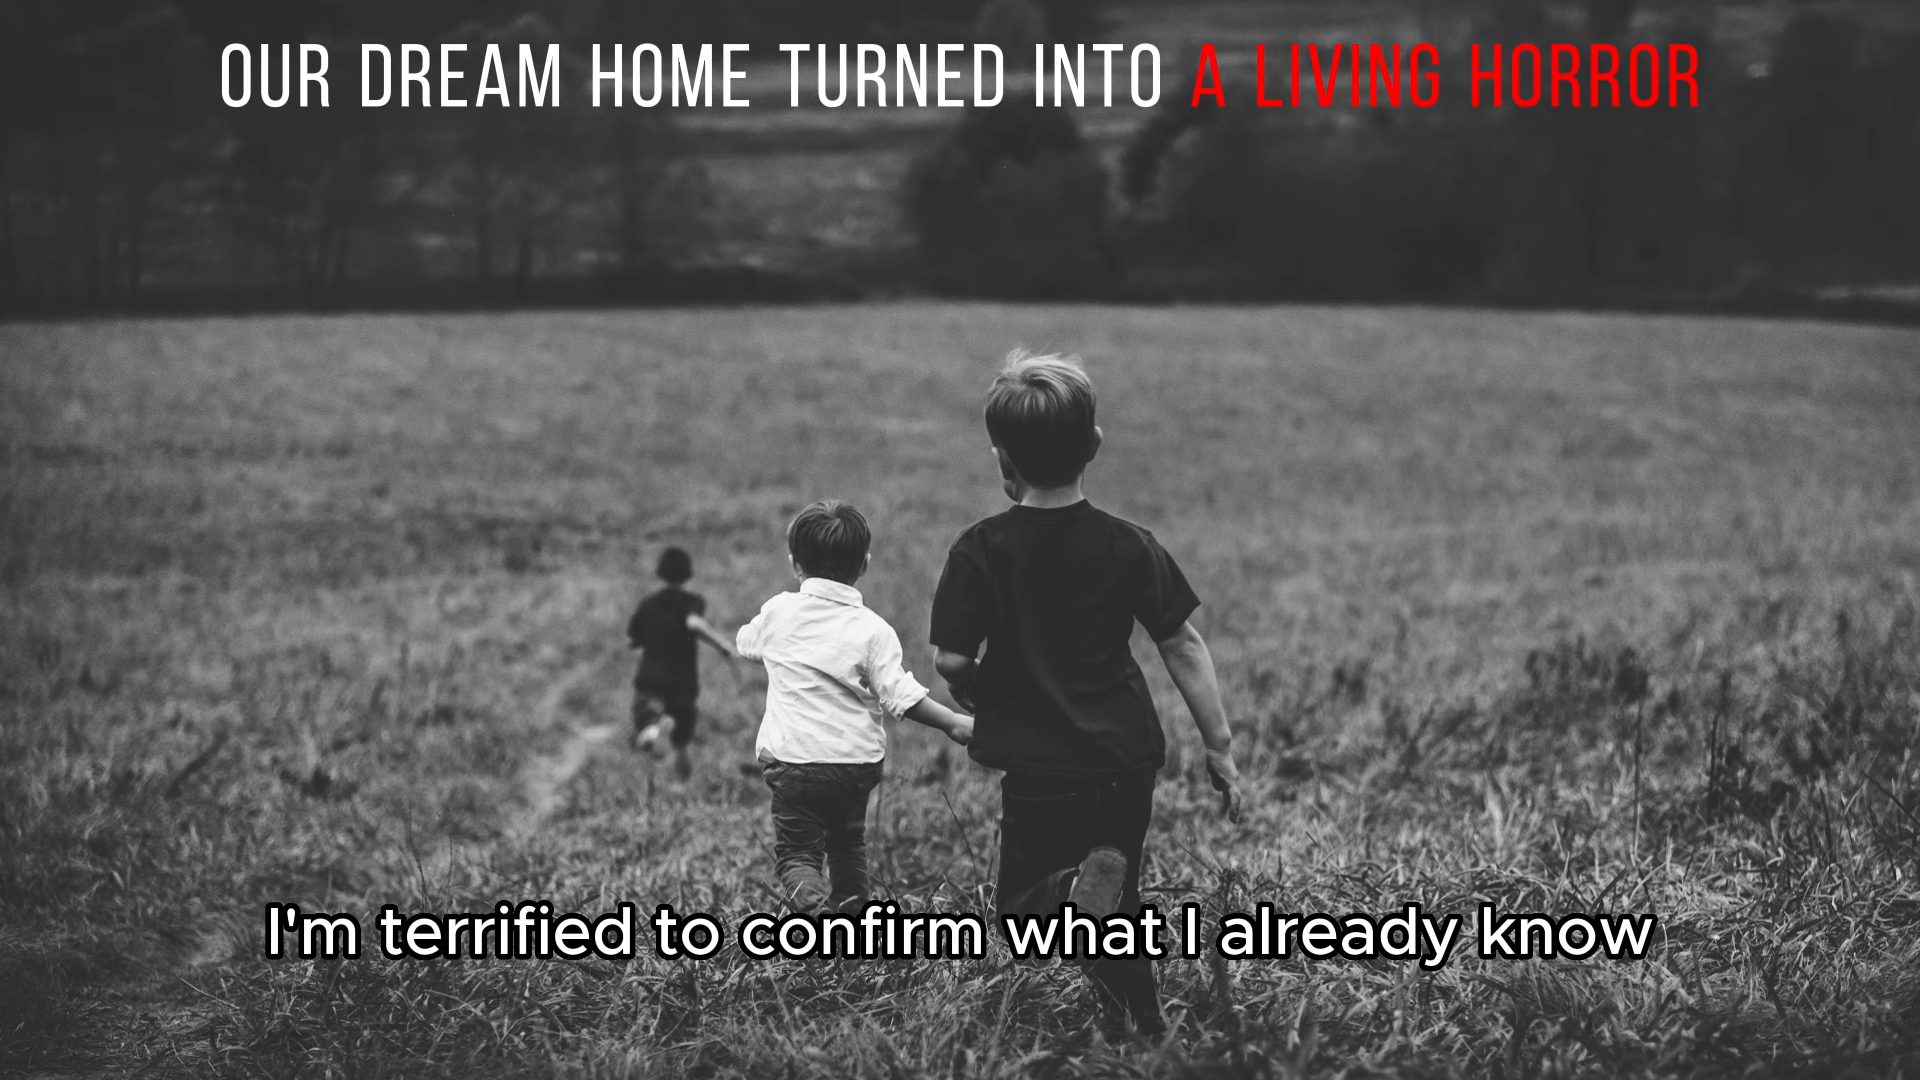 OUR DREAM HOME TURNED INTO A LIVING HORROR
I'm terrified to confirm what I already know